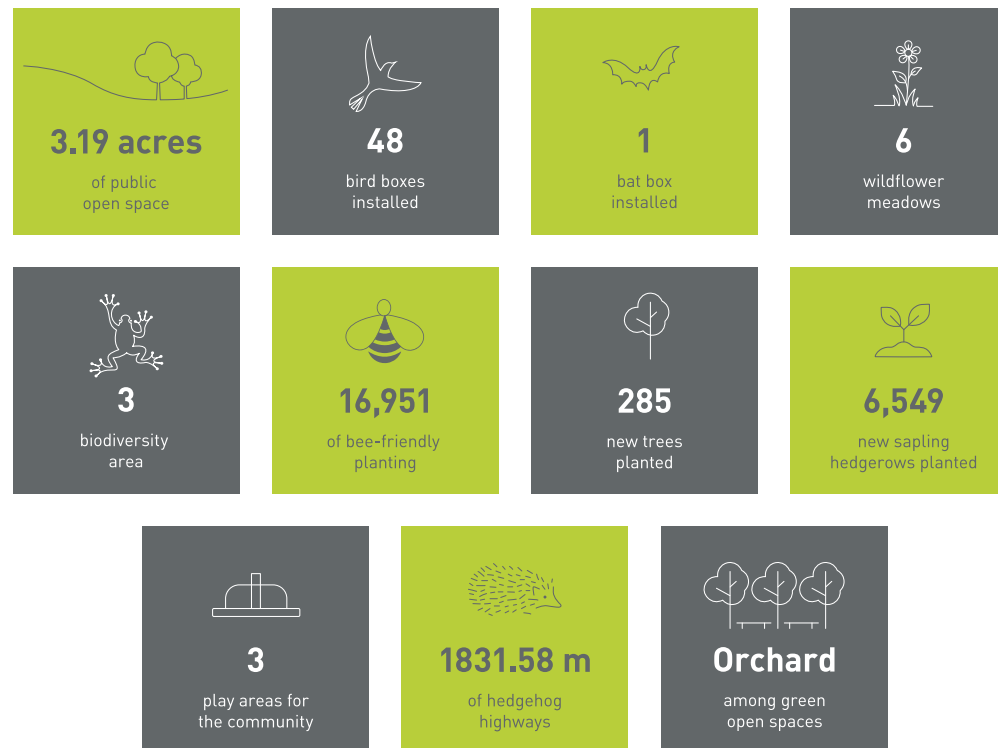 3.19 acres
of public
open space
48
bird boxes
installed
1
bat box
installed
6
wildflower
meadows
3
biodiversity
area
16,951
of bee-friendly
planting
285
new trees
planted
6,549
new sapling
hedgerows planted
3
play areas for
the community
1831.58 m
of hedgehog
highways
Orchard
among green
open spaces